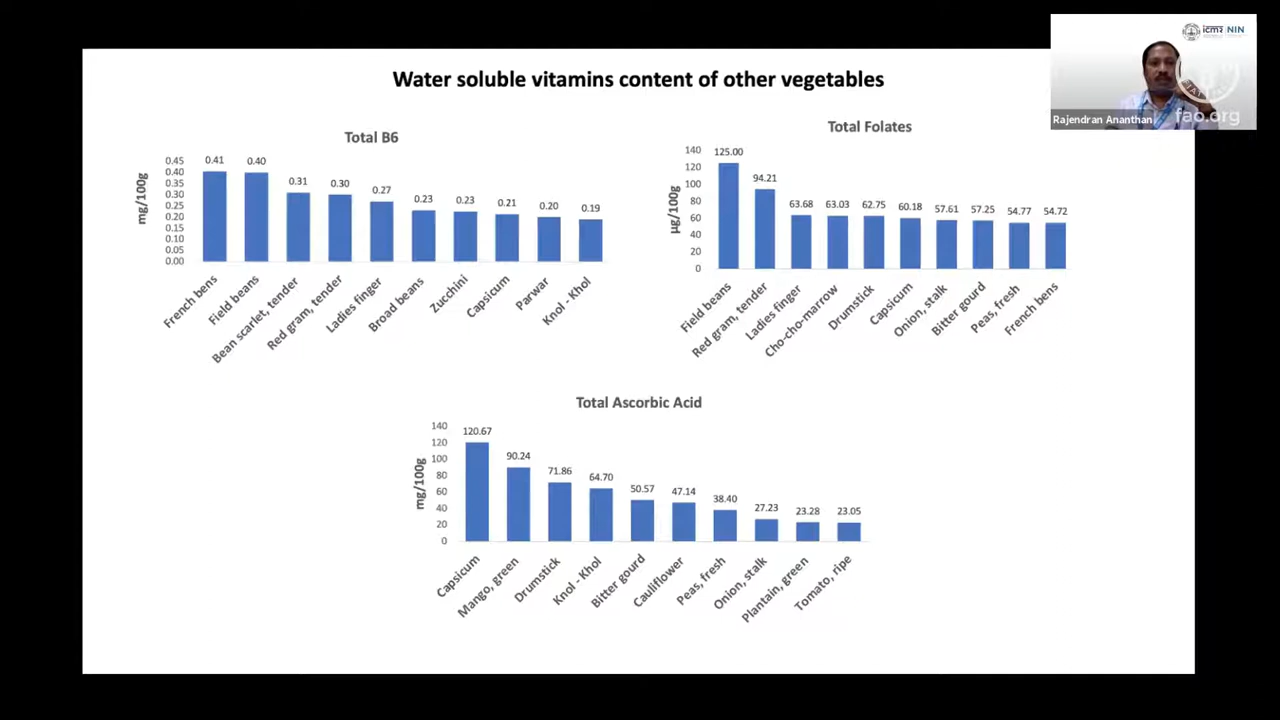 icmr NIN
Rajendran Ananthan
fao.org
Water soluble vitamins content of other vegetables
Total B6
mg/100g
0.45
0.40
0.35
0.30
0.25
0.20
0.15
0.10
0.05
0.00
0.41
0.40
0.31
0.30
0.27
0.23
0.23
0.21
0.20
0.19
French bens
Field beans
Bean scarlet, tender
Red gram, tender
Ladies finger
Broad beans
Zucchini
Capsicum
Parwar
Knol - Khol
Total Folates
µg/100g
140
120
100
80
60
40
20
0
125.00
94.21
63.68
63.03
62.75
60.18
57.61
57.25
54.77
54.72
Field beans
Red gram, tender
Ladies finger
Cho-cho-marrow
Drumstick
Capsicum
Onion, stalk
Bitter gourd
Peas, fresh
French bens
Total Ascorbic Acid
mg/100g
140
120
100
80
60
40
20
0
120.67
90.24
71.86
64.70
50.57
47.14
38.40
27.23
23.28
23.05
Capsicum
Mango, green
Drumstick
Knol - Khol
Bitter gourd
Cauliflower
Peas, fresh
Onion, stalk
Plantain, green
Tomato, ripe